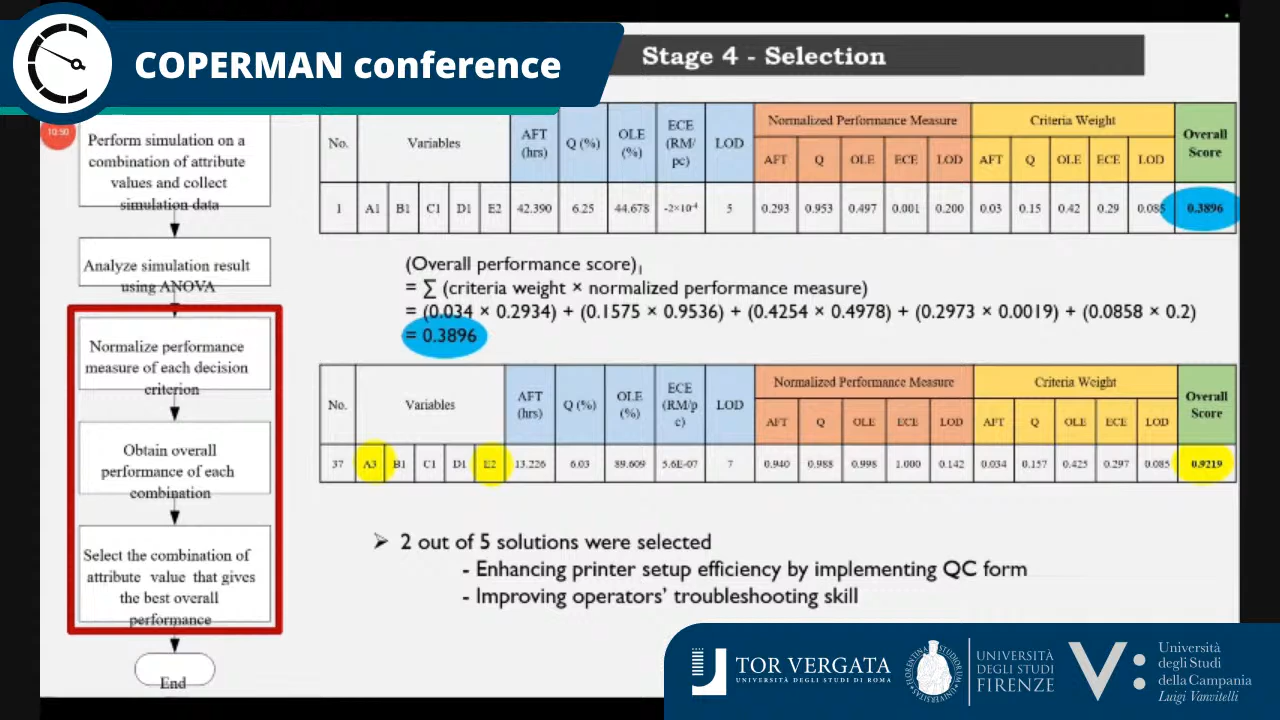 COPERMAN conference
Stage 4 - Selection
10:50
Perform simulation on a
combination of attribute
values and collect
simulation data
Analyze simulation result
using ANOVA
Normalize performance
measure of each decision
criterion
Obtain overall
performance of each
combination
Select the combination of
attribute value that gives
the best overall
performance
End
No. Variables AFT (hrs) Q (%) OLE (%) ECE (RM/ pc) LOD Normalized Performance Measure Criteria Weight Overall Score
AFT Q OLE ECE LOD AFT Q OLE ECE LOD
1 A1 B1 C1 D1 E2 42.390 6.25 44.678 -2×10⁻⁴ 5 0.293 0.953 0.497 0.001 0.200 0.03 0.15 0.42 0.29 0.085 0.3896
(Overall performance score)₁
= ∑ (criteria weight × normalized performance measure)
= (0.034 × 0.2934) + (0.1575 × 0.9536) + (0.4254 × 0.4978) + (0.2973 × 0.0019) + (0.0858 × 0.2)
= 0.3896
No. Variables AFT (hrs) Q (%) OLE (%) ECE (RM/p c) LOD Normalized Performance Measure Criteria Weight Overall Score
AFT Q OLE ECE LOD AFT Q OLE ECE LOD
37 A3 B1 C1 D1 E2 13.226 6.03 89.609 5.6E-07 7 0.940 0.988 0.998 1.000 0.142 0.034 0.157 0.425 0.297 0.085 0.9219
➢ 2 out of 5 solutions were selected
- Enhancing printer setup efficiency by implementing QC form
- Improving operators' troubleshooting skill
TOR VERGATA
UNIVERSITÀ DEGLI STUDI DI ROMA
UNIVERSITÀ
DEGLI STUDI
FIRENZE
V:
Università
degli Studi
della Campania
Luigi Vanvitelli